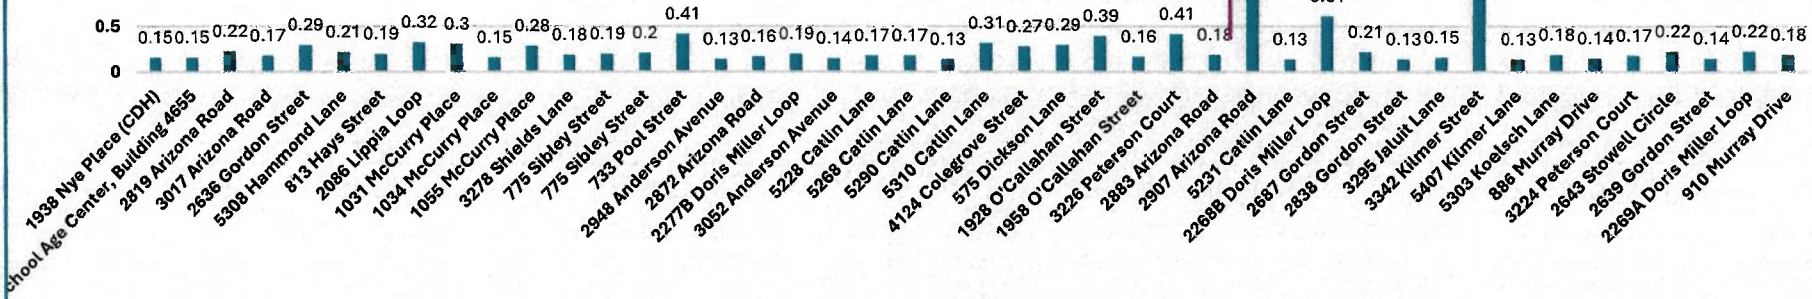 0.5
0
0.15 0.15 0.22 0.17 0.29 0.21 0.19 0.32 0.3 0.15 0.28 0.18 0.19 0.2 0.41 0.13 0.16 0.19 0.14 0.17 0.17 0.13 0.31 0.27 0.29 0.39 0.16 0.41 0.18 0.13 0.21 0.13 0.15 0.13 0.18 0.14 0.17 0.22 0.14 0.22 0.18
1938 Nye Place (CDH)
Age Center, Building 4655
2819 Arizona Road
3017 Arizona Road
2636 Gordon Street
5308 Hammond Lane
813 Hays Street
2086 Lippia Loop
1031 McCurry Place
1034 McCurry Place
1055 McCurry Place
3278 Shields Lane
775 Sibley Street
775 Sibley Street
733 Pool Street
2948 Anderson Avenue
2872 Arizona Road
2277B Doris Miller Loop
3052 Anderson Avenue
5228 Catlin Lane
5268 Catlin Lane
5290 Catlin Lane
5310 Catlin Lane
4124 Colegrove Street
575 Dickson Lane
1928 O'Callahan Street
1958 O'Callahan Street
3226 Peterson Court
2883 Arizona Road
2907 Arizona Road
5231 Catlin Lane
2268B Doris Miller Loop
2687 Gordon Street
2838 Gordon Street
3295 Jaluit Lane
3342 Kilmer Street
5407 Kilmer Lane
5303 Koelsch Lane
886 Murray Drive
3224 Peterson Court
2643 Stowell Circle
2639 Gordon Street
2269A Doris Miller Loop
910 Murray Drive